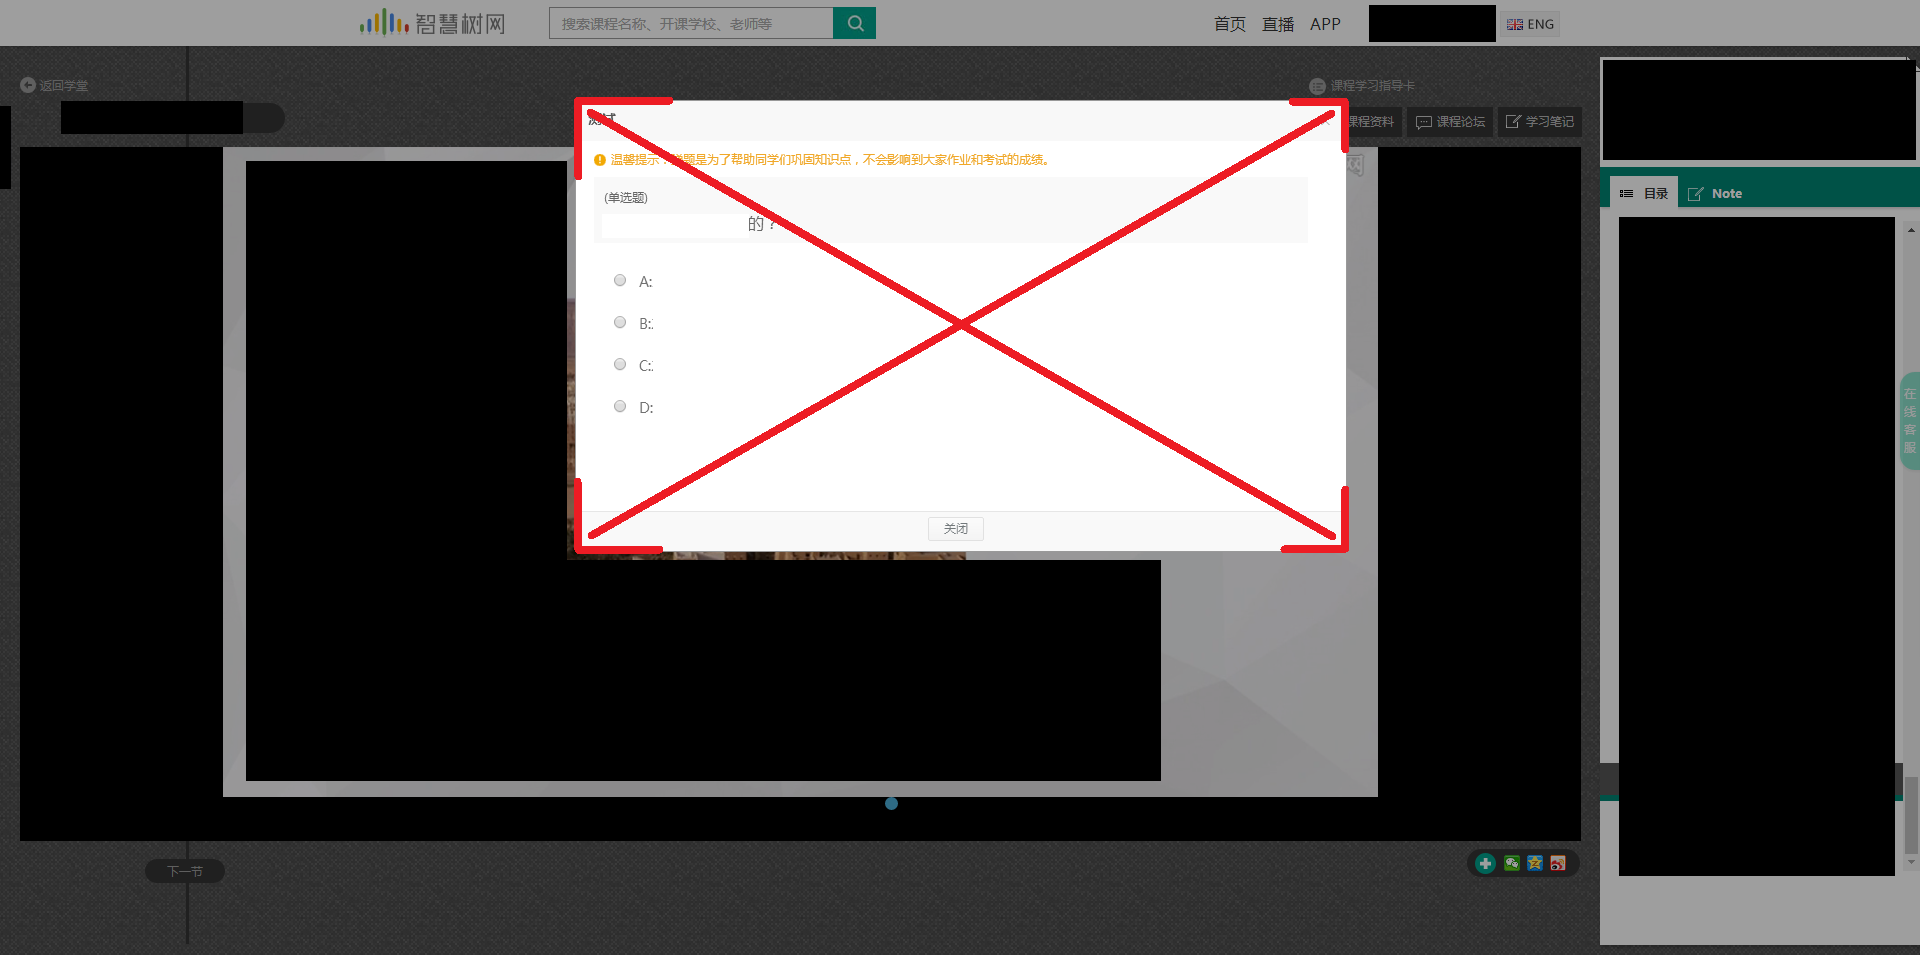 智慧树网
搜索课程名称、开课学校、老师等
首页 直播 APP
ENG
返回学堂
课程学习指导卡
课程资料 课程论坛 学习笔记
测试
温馨提示：弹题是为了帮助同学们巩固知识点，不会影响到大家作业和考试的成绩。
(单选题)
的？
A:
B:
C:
D:
关闭
目录 Note
在线客服
下一节